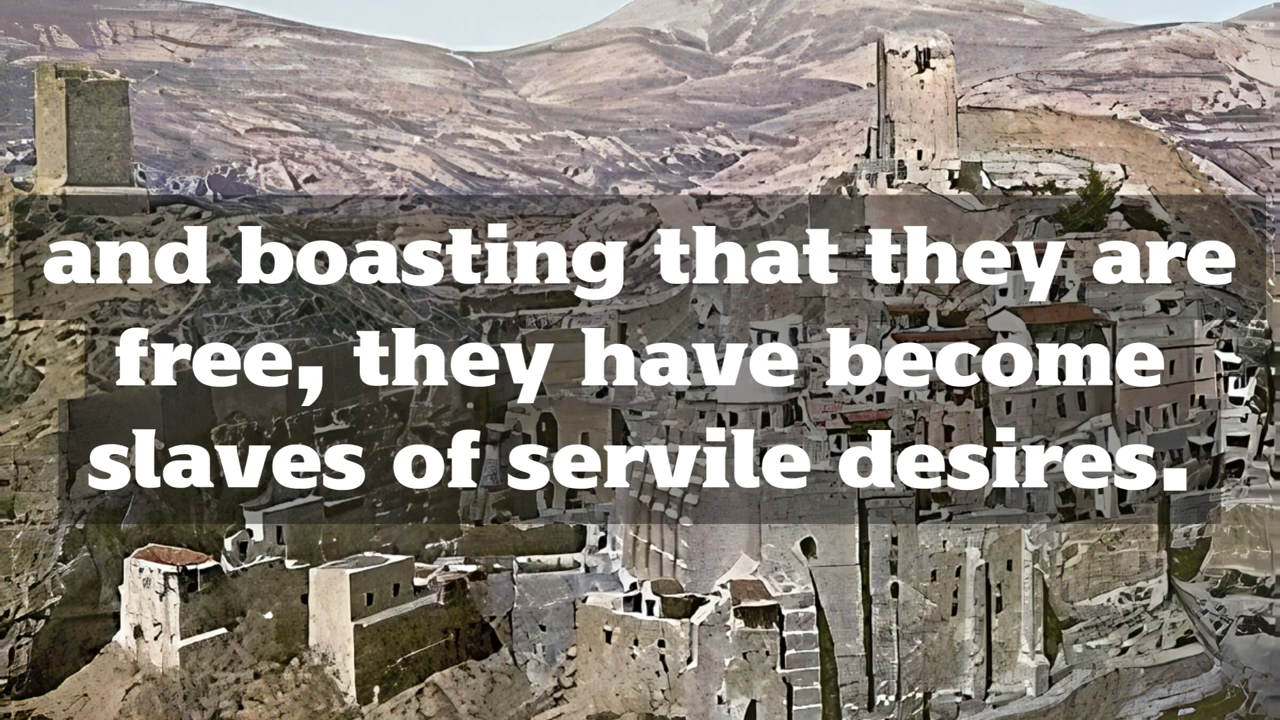 and boasting that they are
free, they have become
slaves of servile desires.